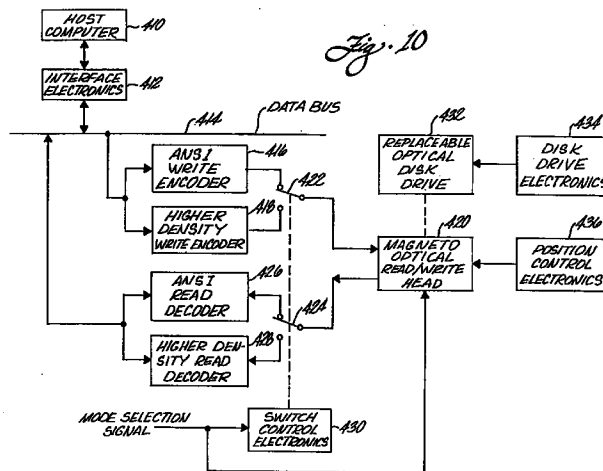 HOST
COMPUTER
410
Fig. 10
INTERFACE
ELECTRONICS
412
414
DATA BUS
432
REPLACEABLE
OPTICAL
DISK
DRIVE
434
DISK
DRIVE
ELECTRONICS
ANSI
WRITE
ENCODER
416
422
HIGHER
DENSITY
WRITE ENCODER
418
420
MAGNETO
OPTICAL
READ/WRITE
HEAD
436
POSITION
CONTROL
ELECTRONICS
426
ANSI
READ
DECODER
424
428
HIGHER DEN-
SITY READ
DECODER
MODE SELECTION
SIGNAL
SWITCH
CONTROL
ELECTRONICS
430